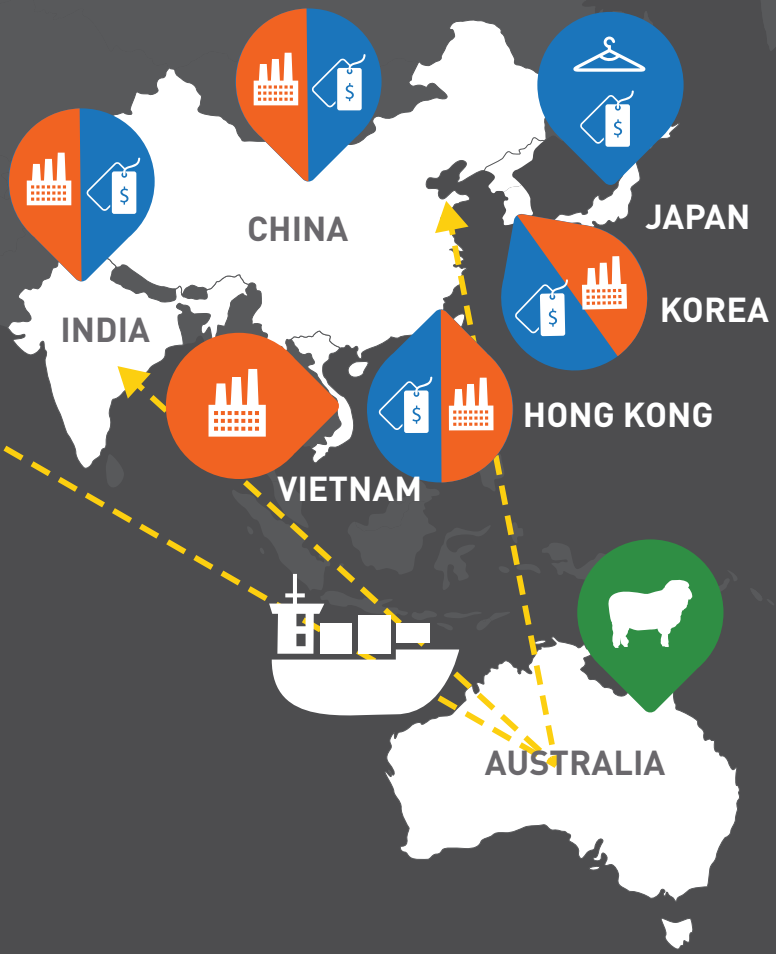 $
$
$
CHINA
JAPAN
INDIA
$
KOREA
$
HONG KONG
VIETNAM
AUSTRALIA